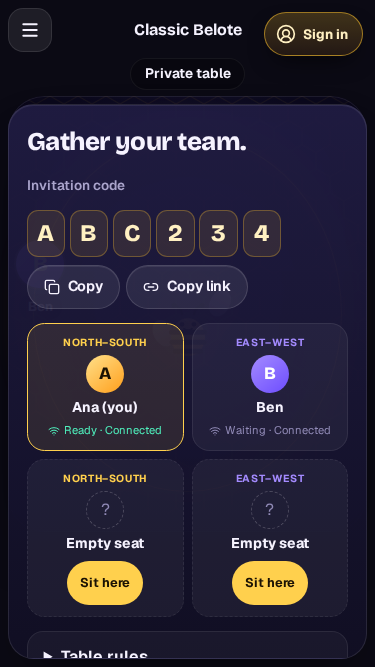 Classic Belote
Sign in
Private table
Gather your team.
Invitation code
A B C 2 3 4
Copy
Copy link
NORTH–SOUTH
A
Ana (you)
Ready · Connected
EAST–WEST
B
Ben
Waiting · Connected
NORTH–SOUTH
?
Empty seat
Sit here
EAST–WEST
?
Empty seat
Sit here
Table rules